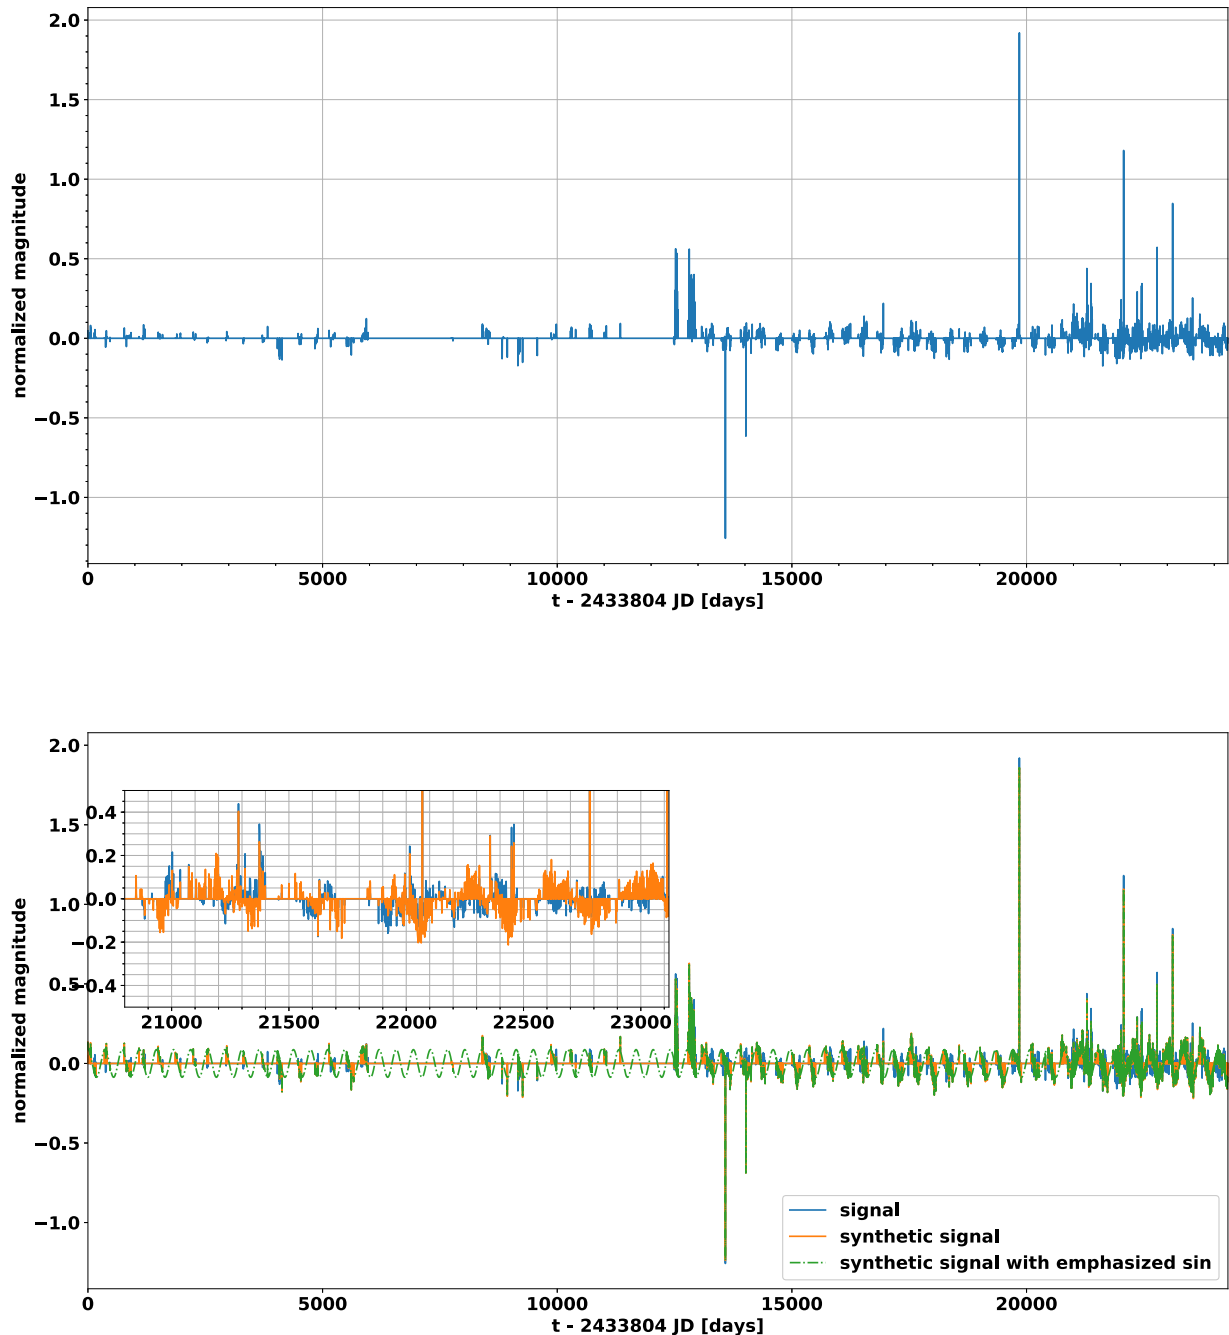 2.0
1.5
1.0
0.5
0.0
−0.5
−1.0
normalized magnitude
0 5000 10000 15000 20000
t - 2433804 JD [days]
2.0
1.5
1.0
0.5
0.0
−0.5
−1.0
normalized magnitude
0.4
0.2
0.0
−0.2
−0.4
21000 21500 22000 22500 23000
signal
synthetic signal
synthetic signal with emphasized sin
0 5000 10000 15000 20000
t - 2433804 JD [days]